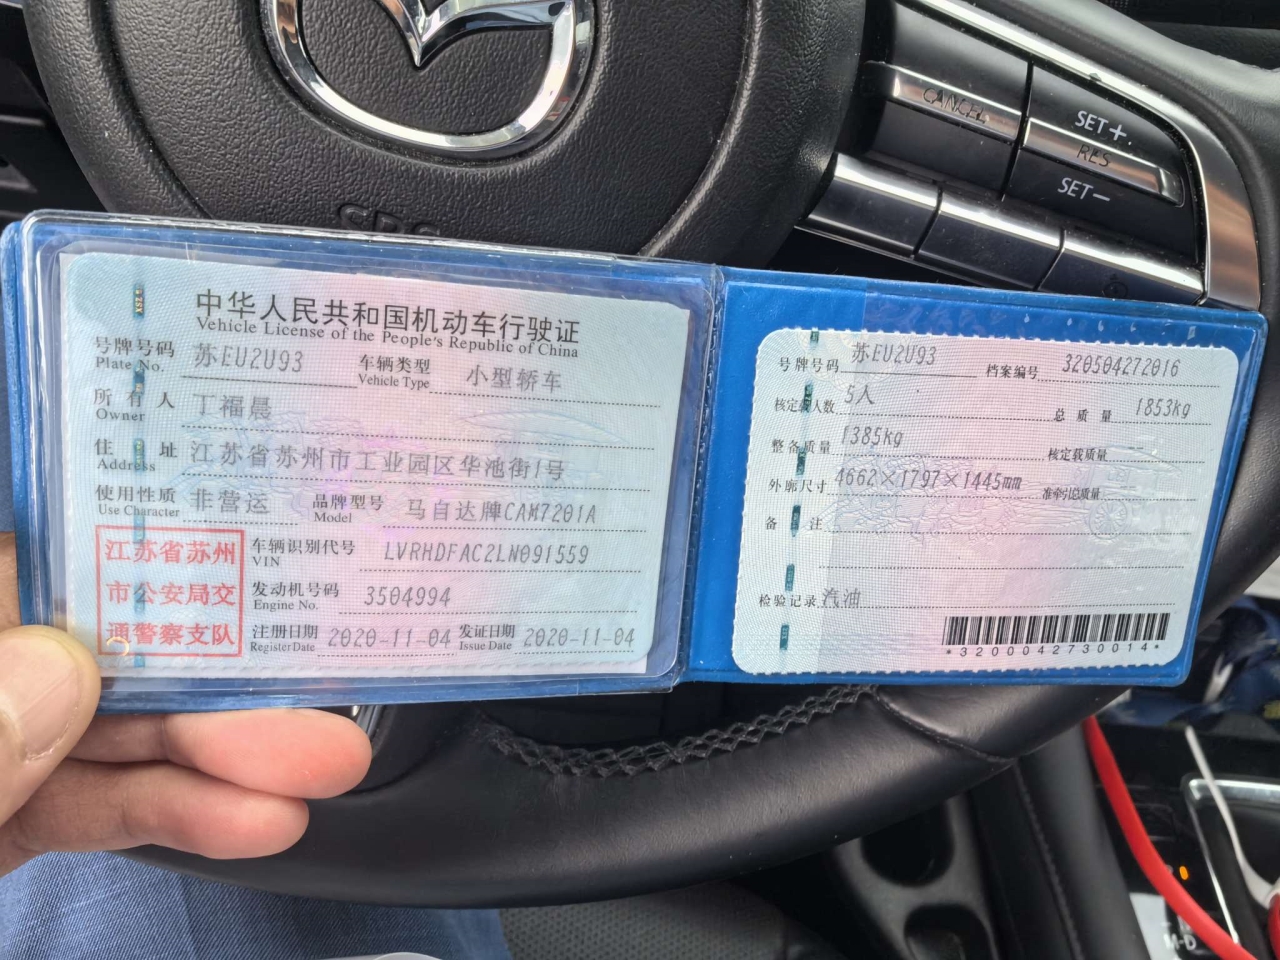 CANCEL
SET+
RES
SET-
SRS
中华人民共和国机动车行驶证
Vehicle License of the People's Republic of China
号牌号码 苏EU2U93 车辆类型 小型轿车
Plate No. Vehicle Type
所有人 丁福晨
Owner
住址 江苏省苏州市工业园区华池街1号
Address
使用性质 非营运 品牌型号 马自达牌CAM7201A
Use Character Model
江苏省苏州
市公安局交
通警察支队
车辆识别代号 LVRHDFAC2LN091559
VIN
发动机号码 3504994
Engine No.
注册日期 2020-11-04 发证日期 2020-11-04
Register Date Issue Date
号牌号码 苏EU2U93 档案编号 320504272016
核定载人数 5人 总质量 1853kg
整备质量 1385kg 核定载质量
外廓尺寸 4662×1797×1445mm 准牵引总质量
备注
检验记录 汽油
*3200042730014*
M-D